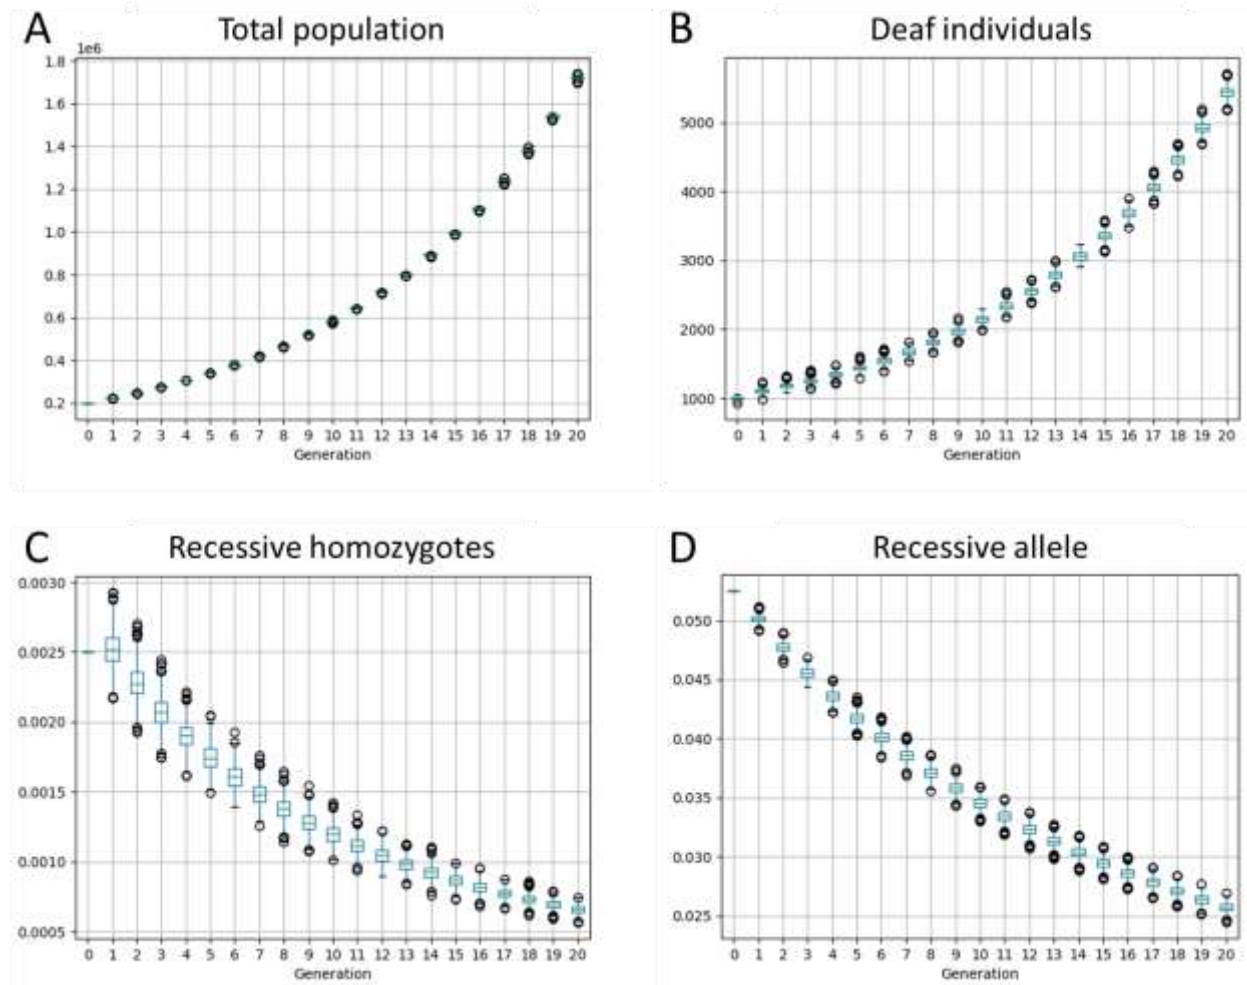 A Total population
1e6
1.8
1.6
1.4
1.2
1.0
0.8
0.6
0.4
0.2
0 1 2 3 4 5 6 7 8 9 10 11 12 13 14 15 16 17 18 19 20
Generation
B Deaf individuals
5000
4000
3000
2000
1000
0 1 2 3 4 5 6 7 8 9 10 11 12 13 14 15 16 17 18 19 20
Generation
C Recessive homozygotes
0.0030
0.0025
0.0020
0.0015
0.0010
0.0005
0 1 2 3 4 5 6 7 8 9 10 11 12 13 14 15 16 17 18 19 20
Generation
D Recessive allele
0.050
0.045
0.040
0.035
0.030
0.025
0 1 2 3 4 5 6 7 8 9 10 11 12 13 14 15 16 17 18 19 20
Generation